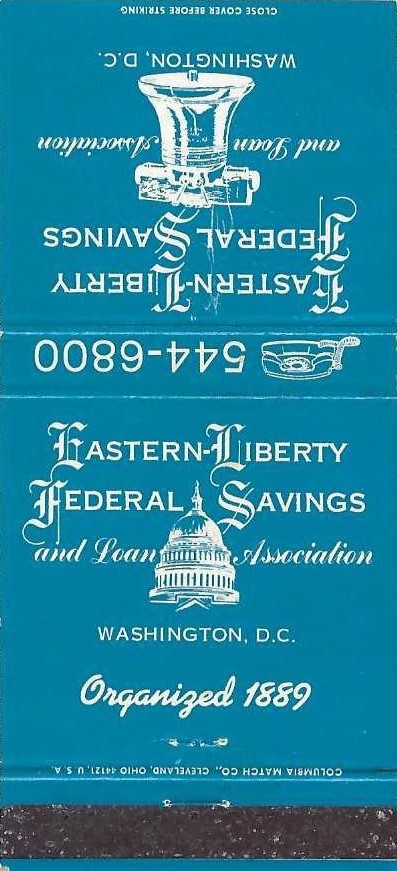 CLOSE COVER BEFORE STRIKING
EASTERN-LIBERTY
FEDERAL SAVINGS
and Loan Association
WASHINGTON, D.C.
544-6800
EASTERN-LIBERTY
FEDERAL SAVINGS
and Loan Association
WASHINGTON, D.C.
Organized 1889
COLUMBIA MATCH CO., CLEVELAND, OHIO 44121, U. S. A.